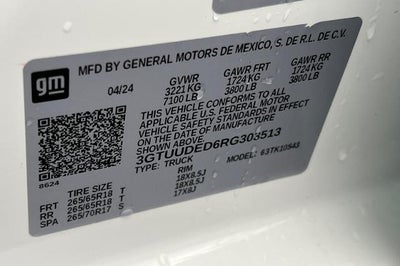 MFD BY GENERAL MOTORS DE MEXICO, S. DE R.L. DE C.V.
gm
04/24 GVWR GAWR FRT GAWR RR
3221 KG 1724 KG 1724 KG
7100 LB 3800 LB 3800 LB
THIS VEHICLE CONFORMS TO ALL
APPLICABLE U.S. FEDERAL MOTOR
VEHICLE SAFETY STANDARDS IN EFFECT
ON THE DATE OF MANUFACTURE
SHOWN ABOVE.
3GTUUDED6RG303513
TYPE: TRUCK MODEL: 63TK10543
8624
TIRE SIZE RIM
FRT 265/65R18 T 18X8.5J
RR 265/65R18 T 18X8.5J
SPA 265/70R17 S 17X8J